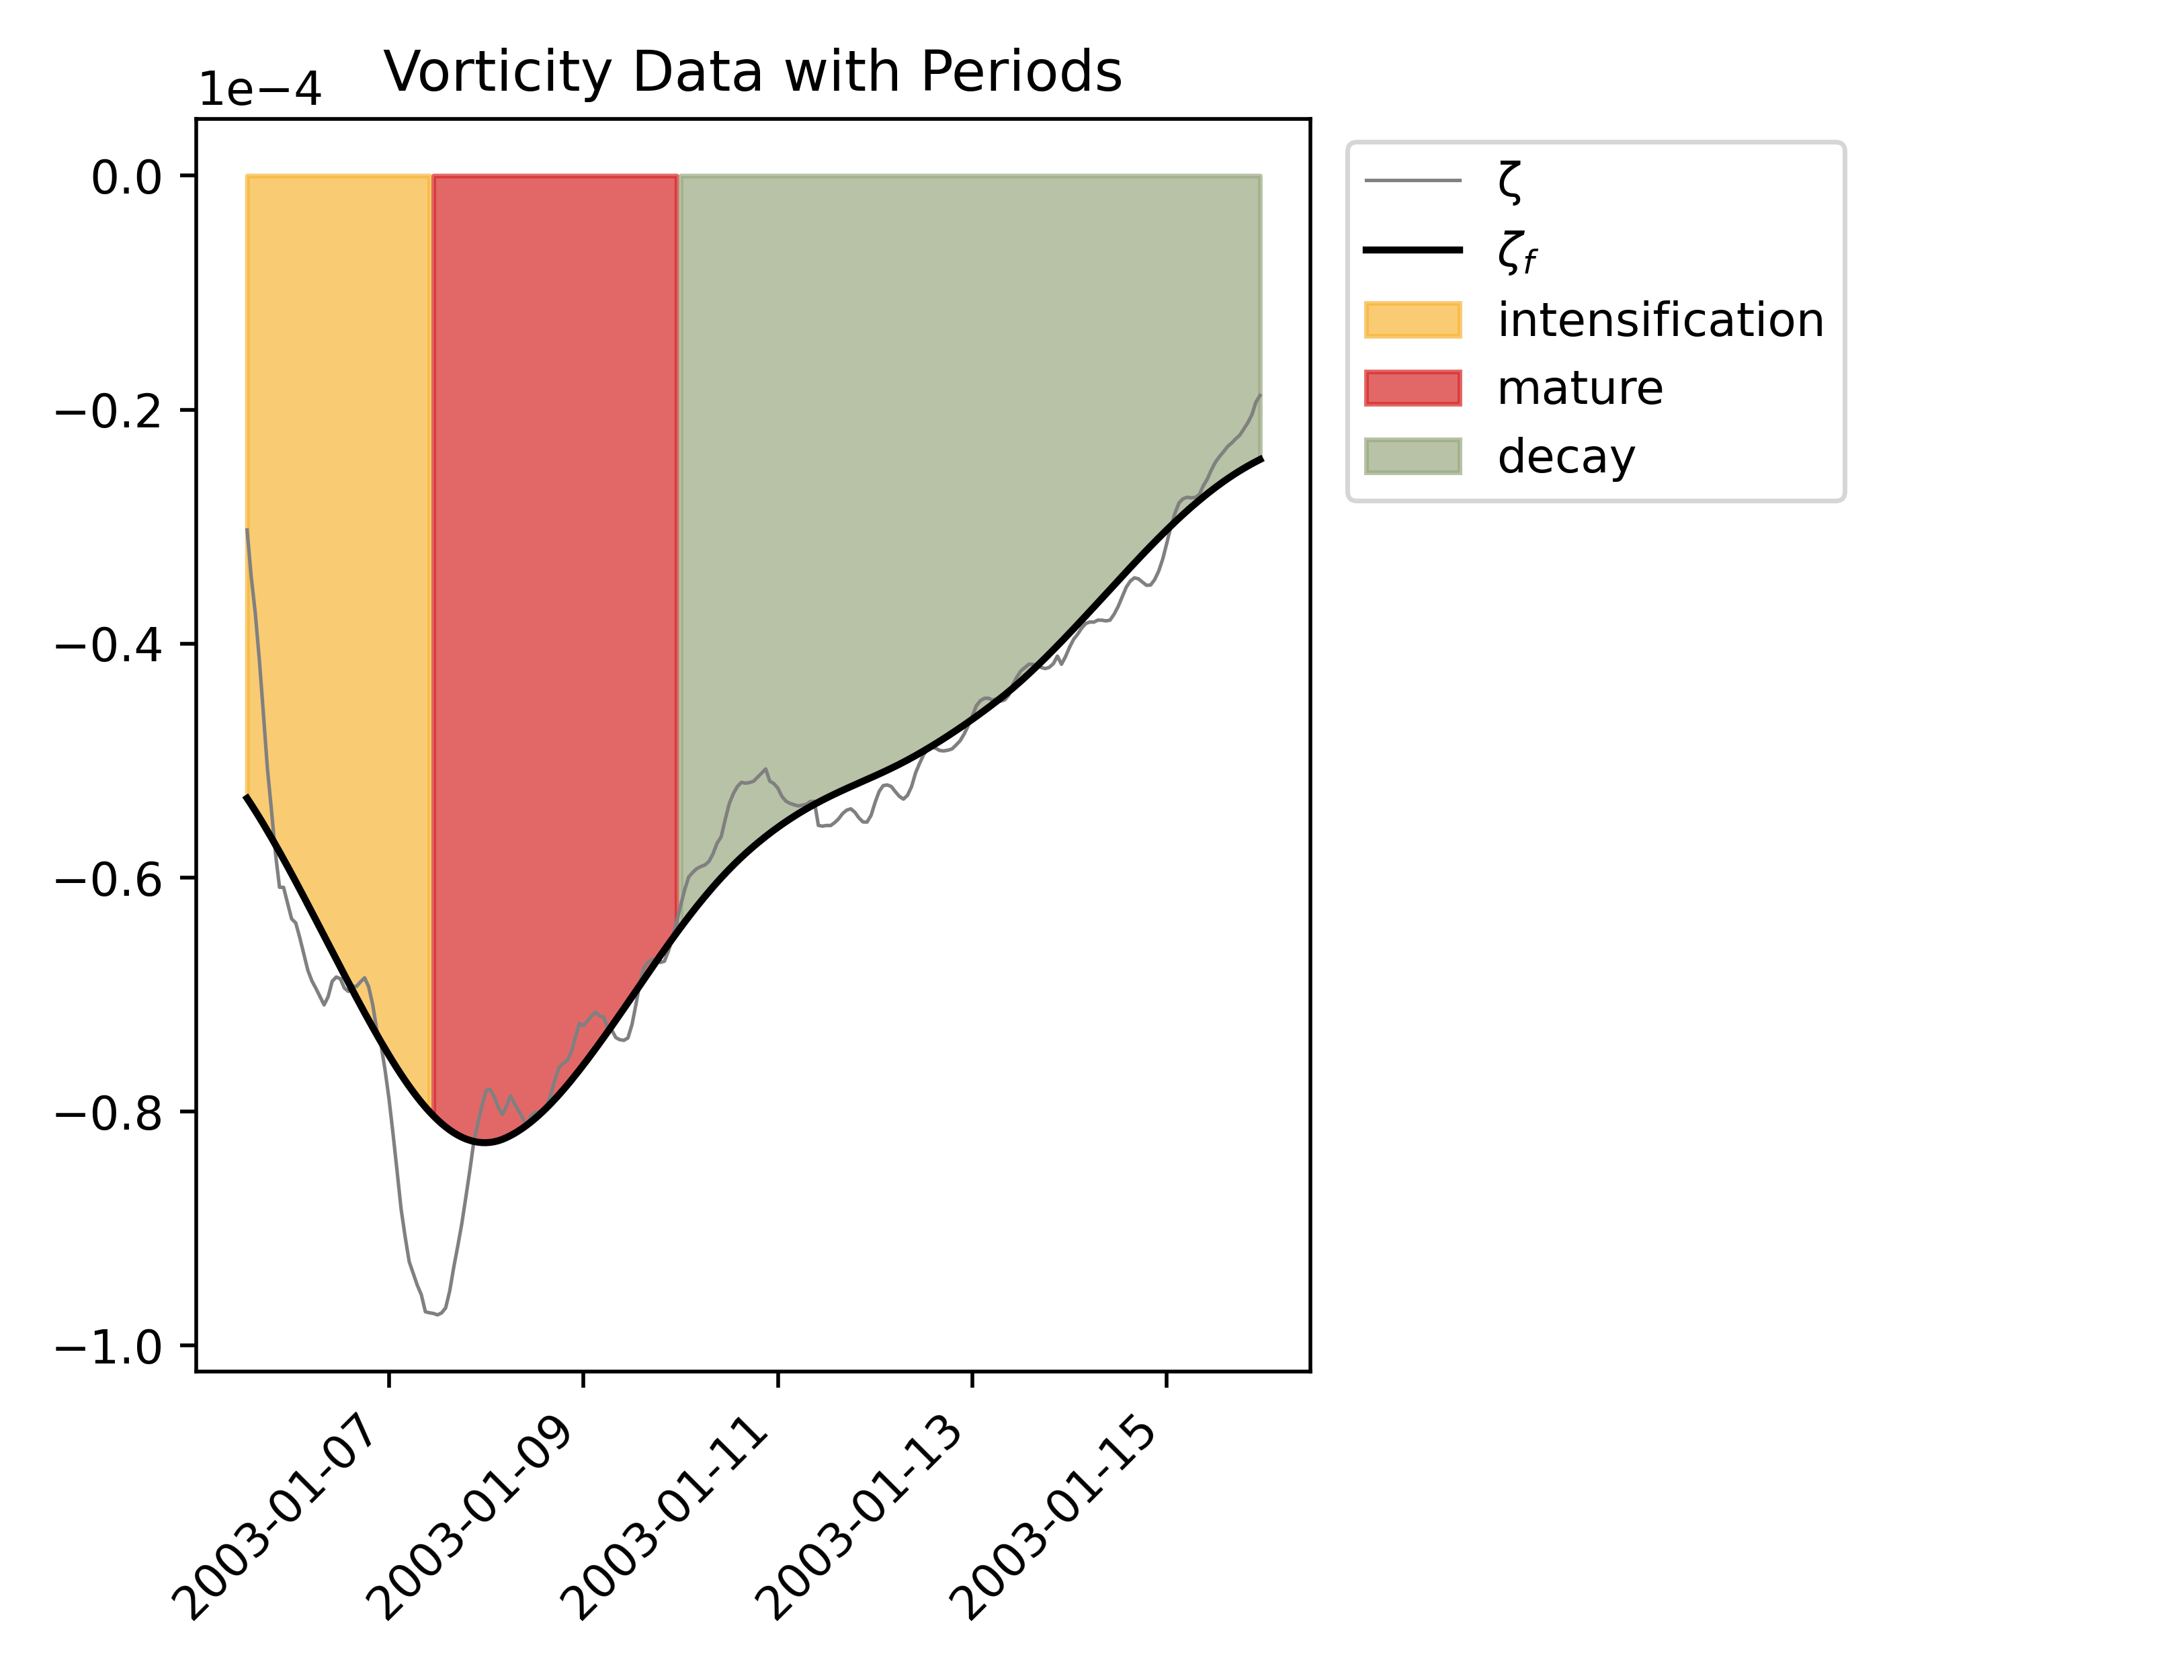 Vorticity Data with Periods
1e−4
0.0
−0.2
−0.4
−0.6
−0.8
−1.0
2003-01-07
2003-01-09
2003-01-11
2003-01-13
2003-01-15
ζ
ζf
intensification
mature
decay